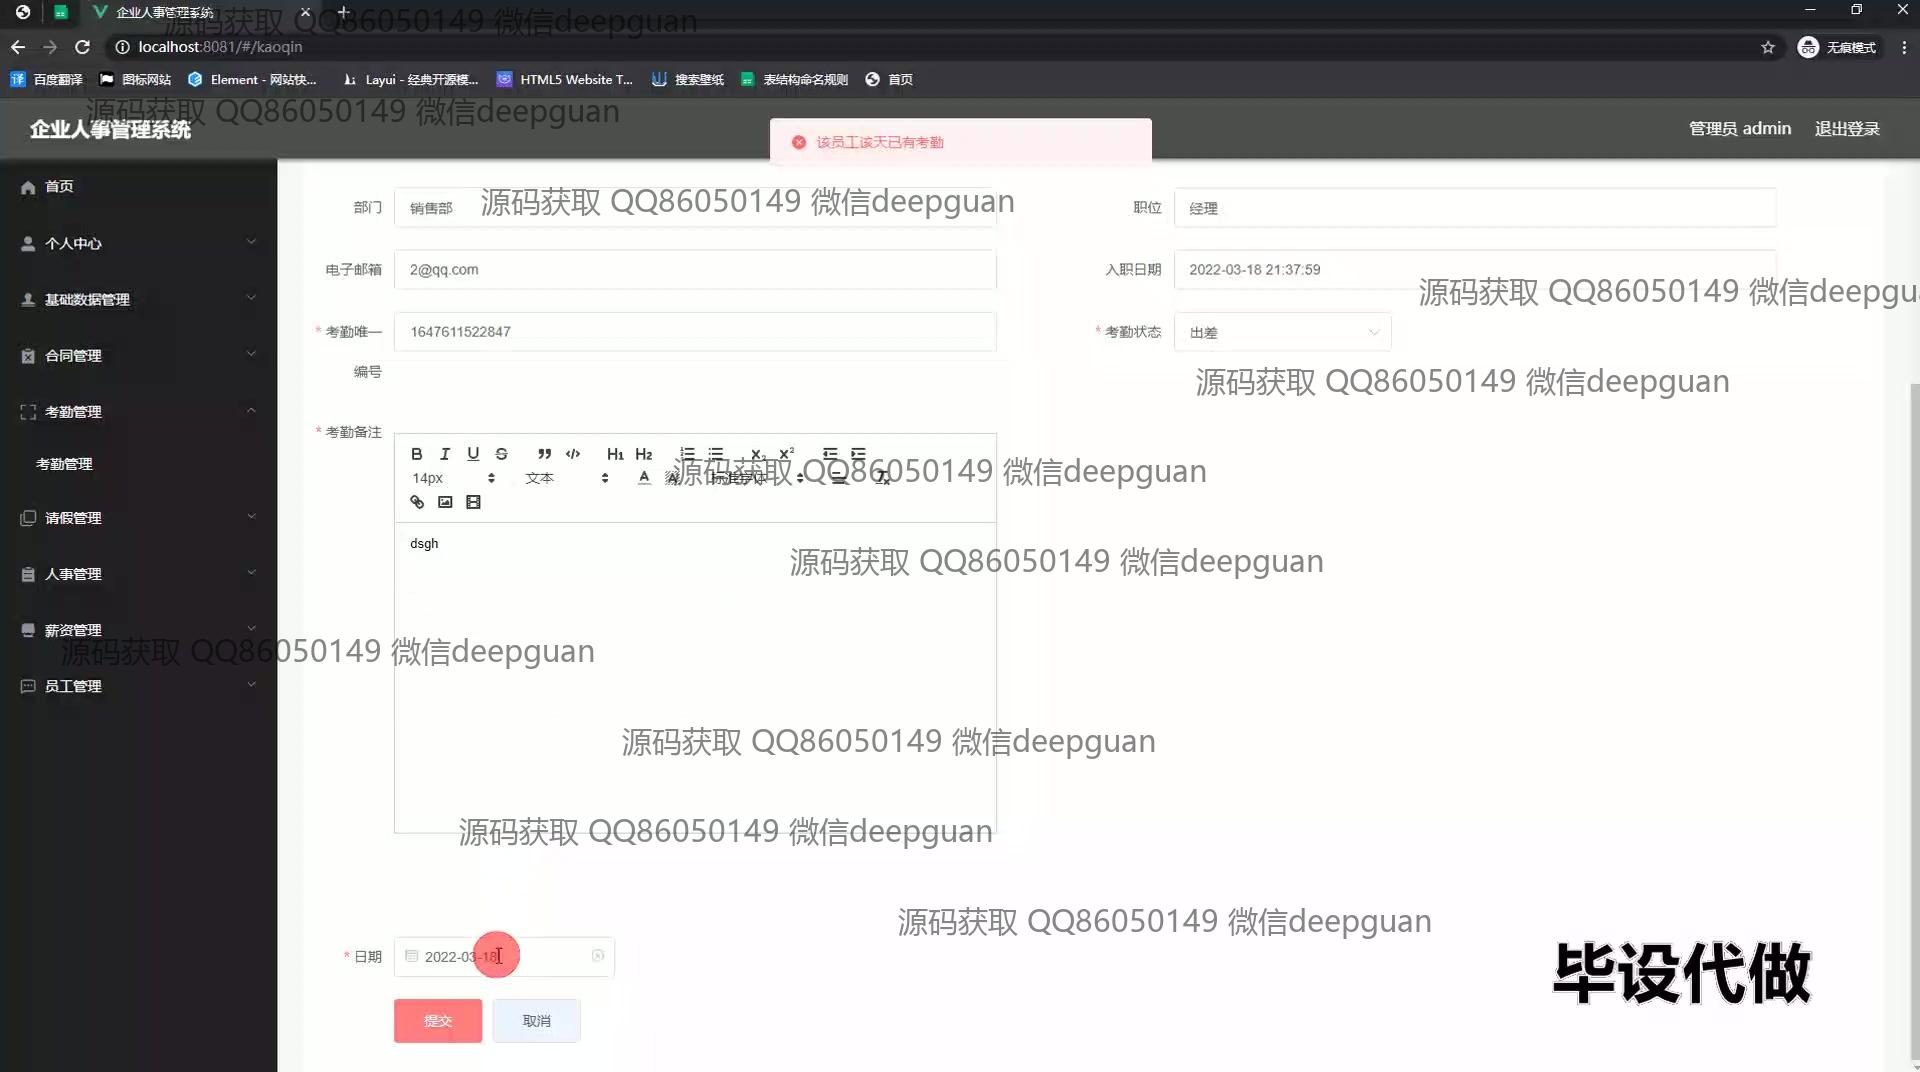 企业人事管理系统
源码获取 QQ86050149 微信deepguan
localhost:8081/#/kaoqin
无痕模式
百度翻译
图标网站
Element - 网站快...
Layui - 经典开源模...
HTML5 Website T...
搜索壁纸
表结构命名规则
首页
源码获取 QQ86050149 微信deepguan
企业人事管理系统
该员工该天已有考勤
管理员 admin
退出登录
首页
个人中心
基础数据管理
合同管理
考勤管理
考勤管理
请假管理
人事管理
薪资管理
员工管理
源码获取 QQ86050149 微信deepguan
部门
销售部
源码获取 QQ86050149 微信deepguan
职位
经理
电子邮箱
2@qq.com
入职日期
2022-03-18 21:37:59
源码获取 QQ86050149 微信deepgu
* 考勤唯一
编号
1647611522847
* 考勤状态
出差
源码获取 QQ86050149 微信deepguan
* 考勤备注
B I U S H1 H2
14px
文本
标准字体
源码获取 QQ86050149 微信deepguan
dsgh
源码获取 QQ86050149 微信deepguan
源码获取 QQ86050149 微信deepguan
源码获取 QQ86050149 微信deepguan
源码获取 QQ86050149 微信deepguan
* 日期
2022-03-18
提交
取消
毕设代做